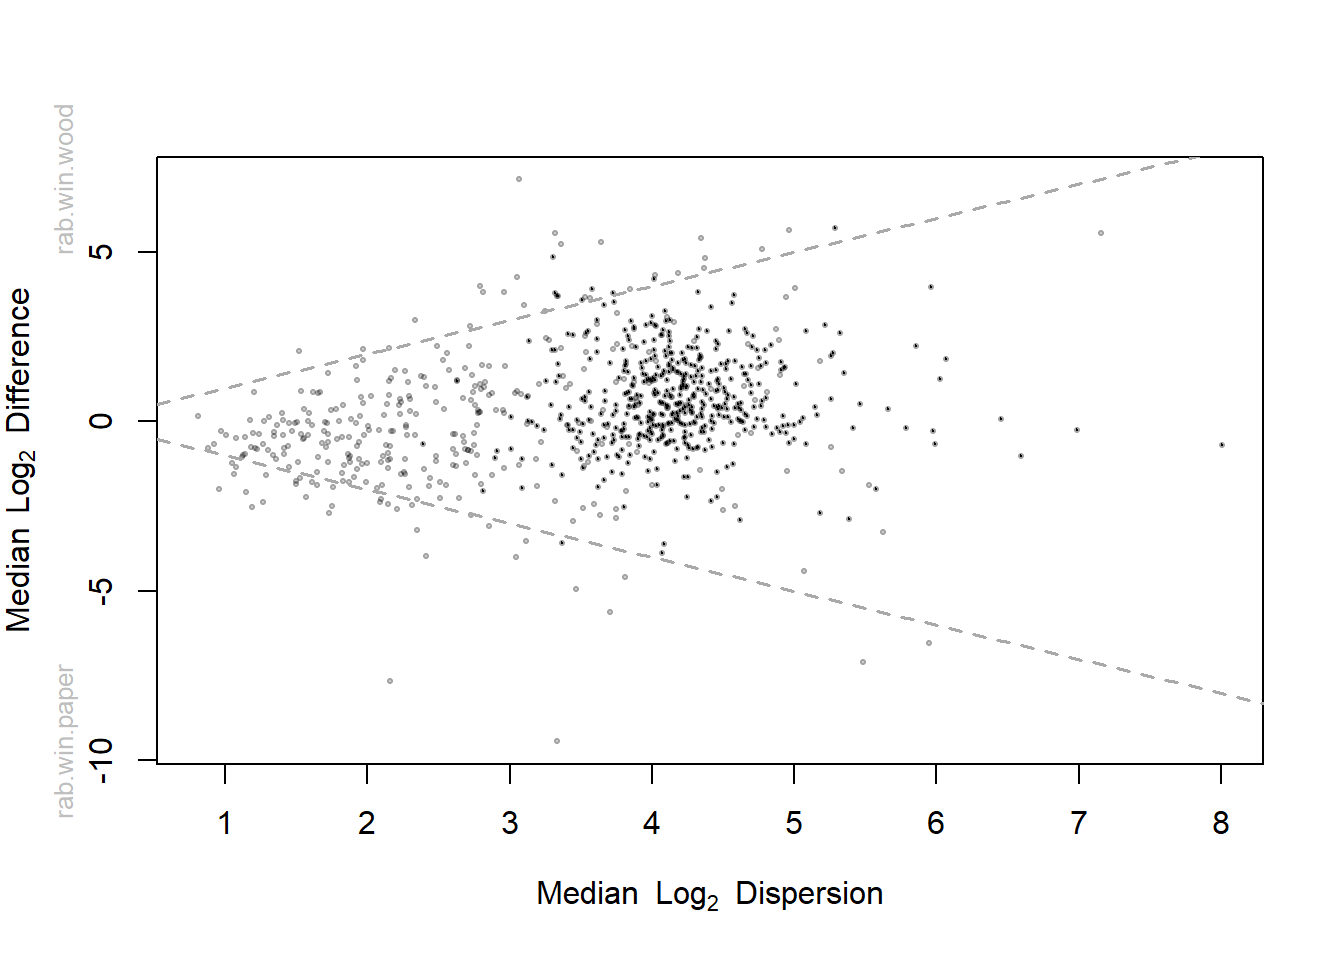 rab.win.wood
rab.win.paper
Median Log2 Difference
5
0
-5
-10
1 2 3 4 5 6 7 8
Median Log2 Dispersion